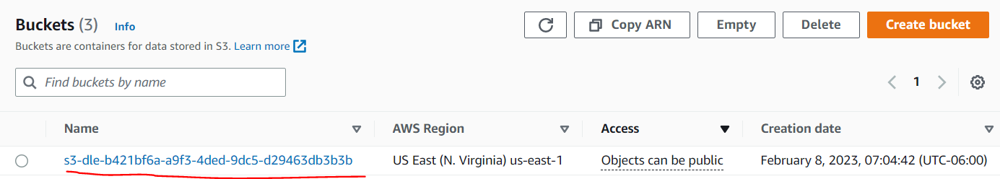 Buckets (3) Info
Copy ARN Empty Delete Create bucket
Buckets are containers for data stored in S3. Learn more
Find buckets by name
1
Name AWS Region Access Creation date
s3-dle-b421bf6a-a9f3-4ded-9dc5-d29463db3b3b US East (N. Virginia) us-east-1 Objects can be public February 8, 2023, 07:04:42 (UTC-06:00)